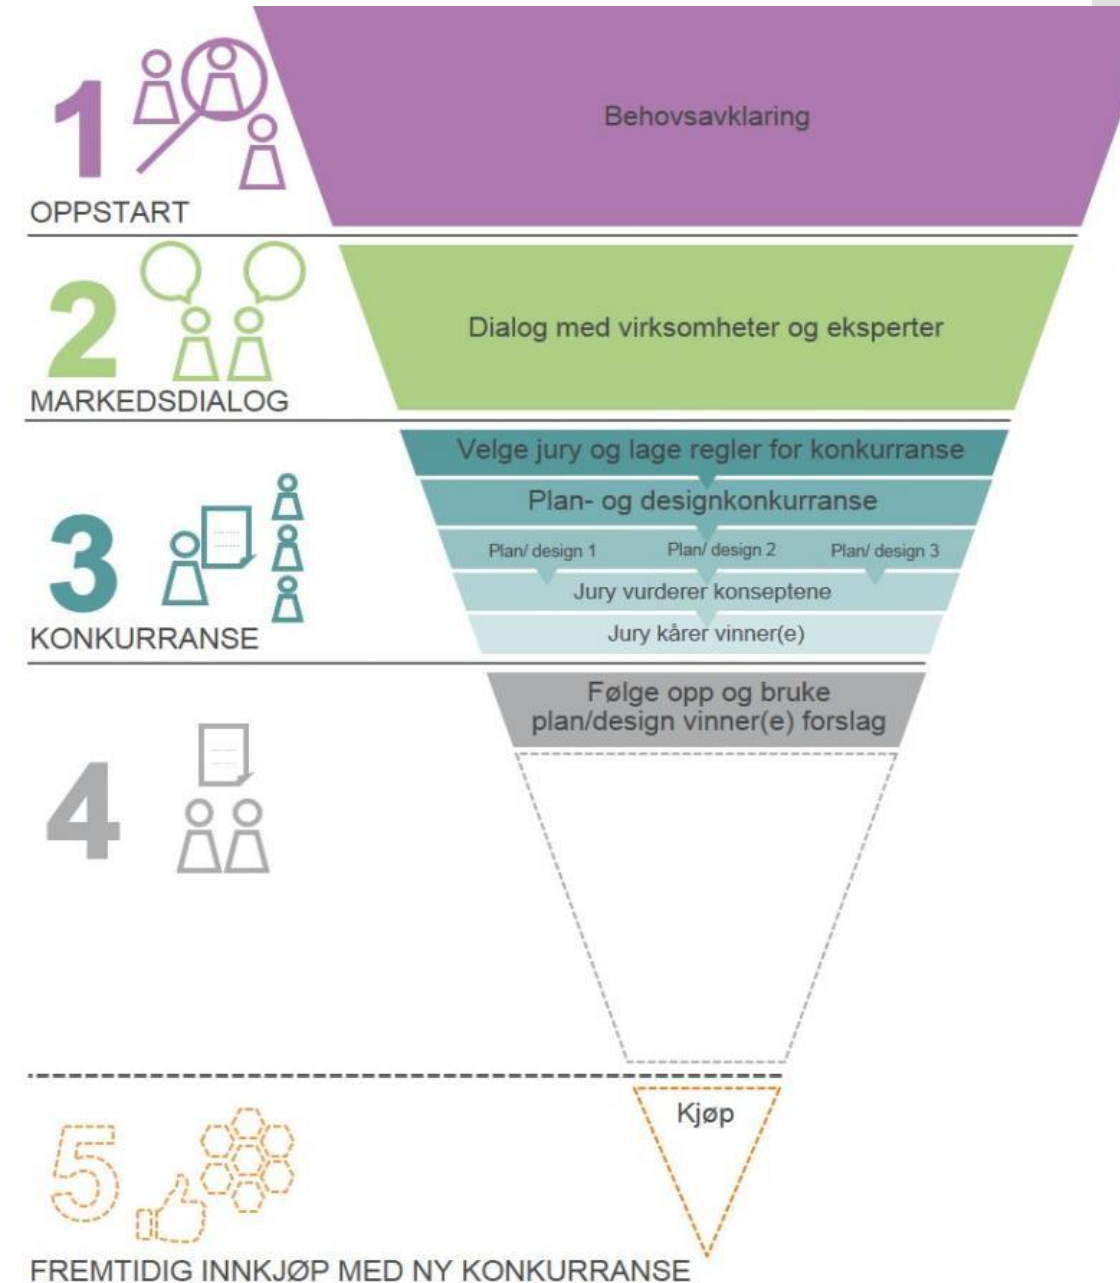 1
OPPSTART
Behovsavklaring
2
MARKEDSDIALOG
Dialog med virksomheter og eksperter
3
KONKURRANSE
Velge jury og lage regler for konkurranse
Plan- og designkonkurranse
Plan/ design 1
Plan/ design 2
Plan/ design 3
Jury vurderer konseptene
Jury kårer vinner(e)
4
Følge opp og bruke
plan/design vinner(e) forslag
5
Kjøp
FREMTIDIG INNKJØP MED NY KONKURRANSE